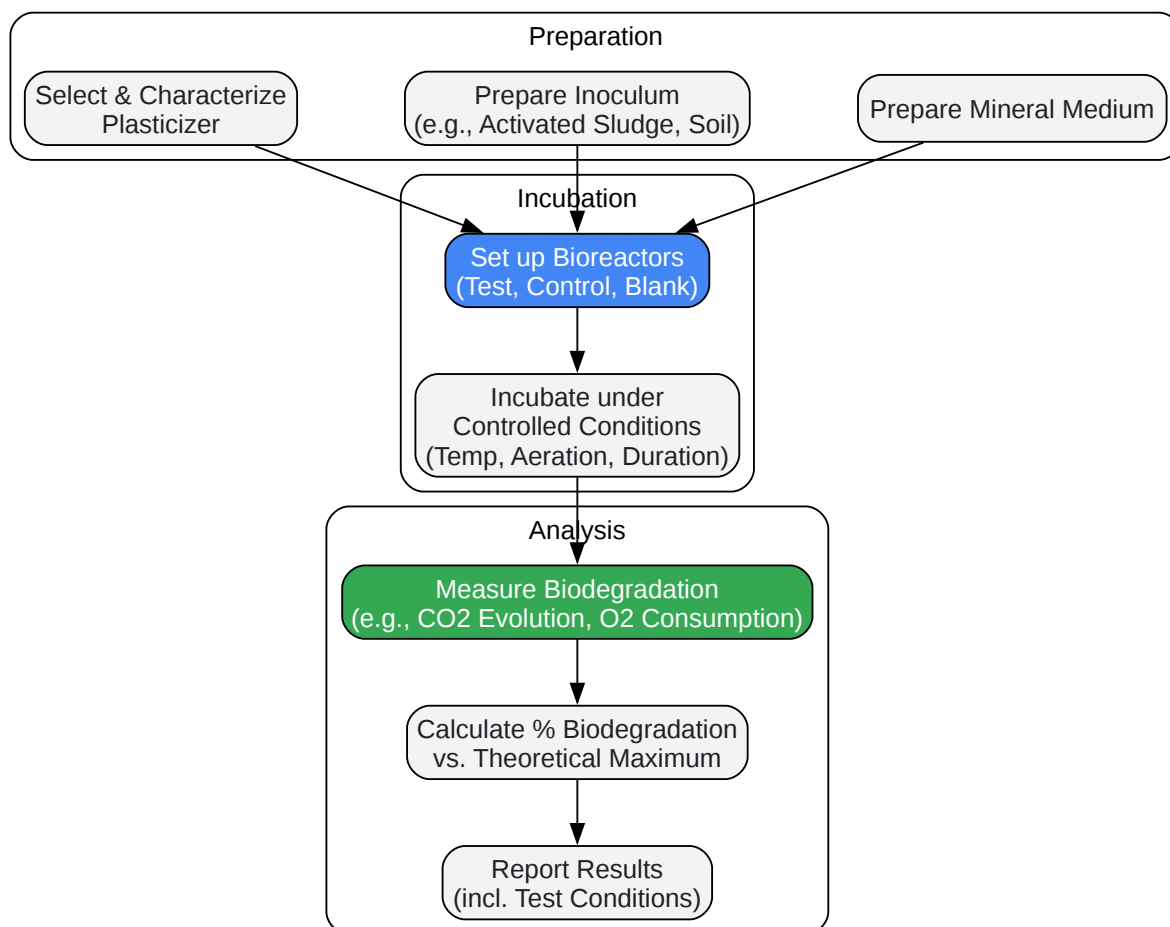 Preparation
Select & Characterize
Plasticizer
Prepare Inoculum
(e.g., Activated Sludge, Soil)
Prepare Mineral Medium
Incubation
Set up Bioreactors
(Test, Control, Blank)
Incubate under
Controlled Conditions
(Temp, Aeration, Duration)
Analysis
Measure Biodegradation
(e.g., CO2 Evolution, O2 Consumption)
Calculate % Biodegradation
vs. Theoretical Maximum
Report Results
(incl. Test Conditions)